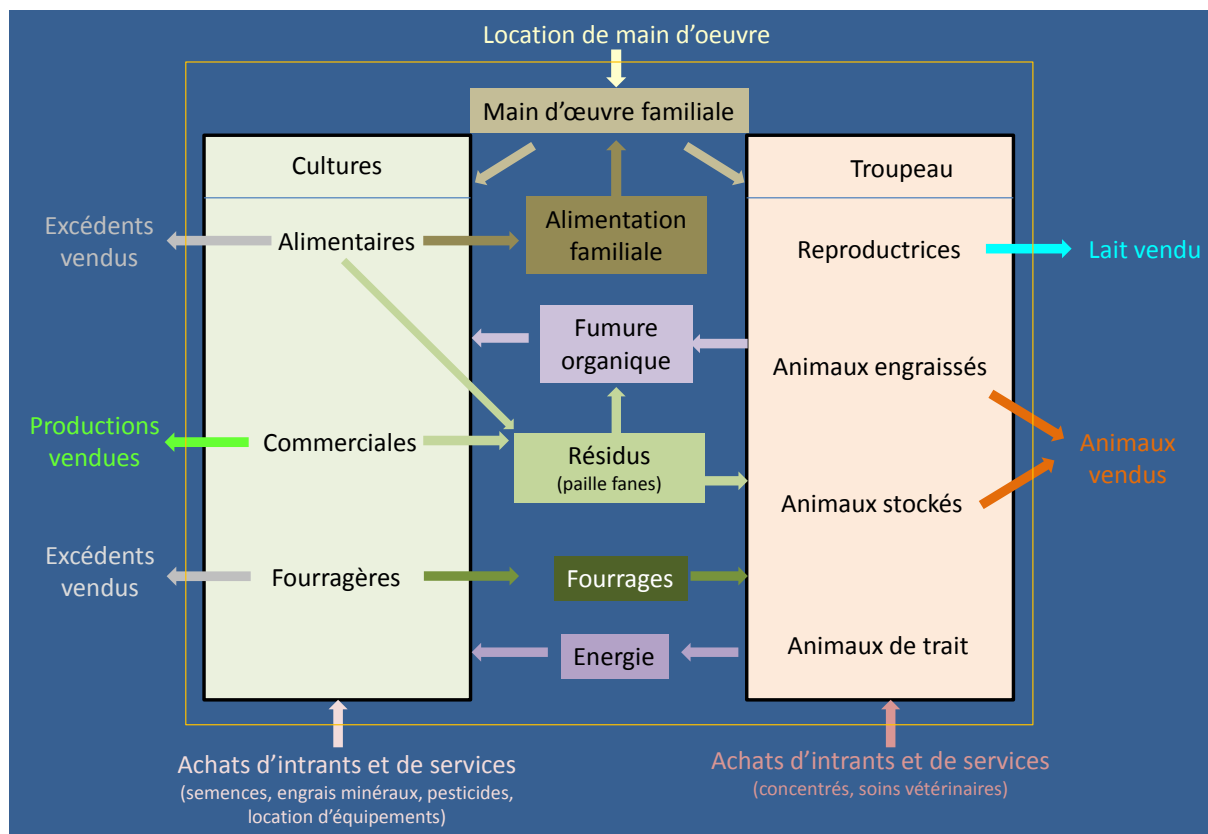 Location de main d'oeuvre
Main d'œuvre familiale
Cultures
Troupeau
Excédents
vendus
Alimentaires
Alimentation
familiale
Reproductrices
Lait vendu
Fumure
organique
Animaux engraissés
Productions
vendues
Commerciales
Résidus
(paille fanes)
Animaux
vendus
Animaux stockés
Excédents
vendus
Fourragères
Fourrages
Energie
Animaux de trait
Achats d'intrants et de services
(semences, engrais minéraux, pesticides,
location d'équipements)
Achats d'intrants et de services
(concentrés, soins vétérinaires)